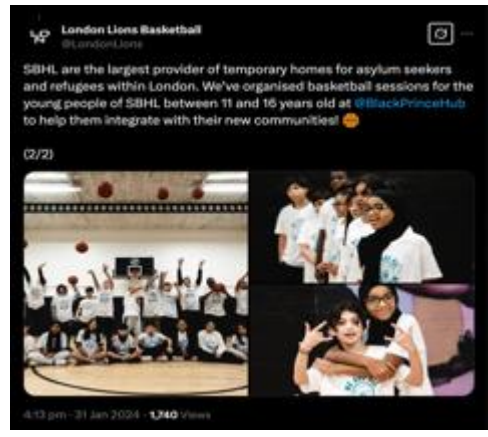 London Lions Basketball
@LondonLions
SBHL are the largest provider of temporary homes for asylum seekers
and refugees within London. We've organised basketball sessions for the
young people of SBHL between 11 and 16 years old at @BlackPrinceHub
to help them integrate with their new communities!
(2/2)
4:13 pm · 31 Jan 2024 · 1,740 Views